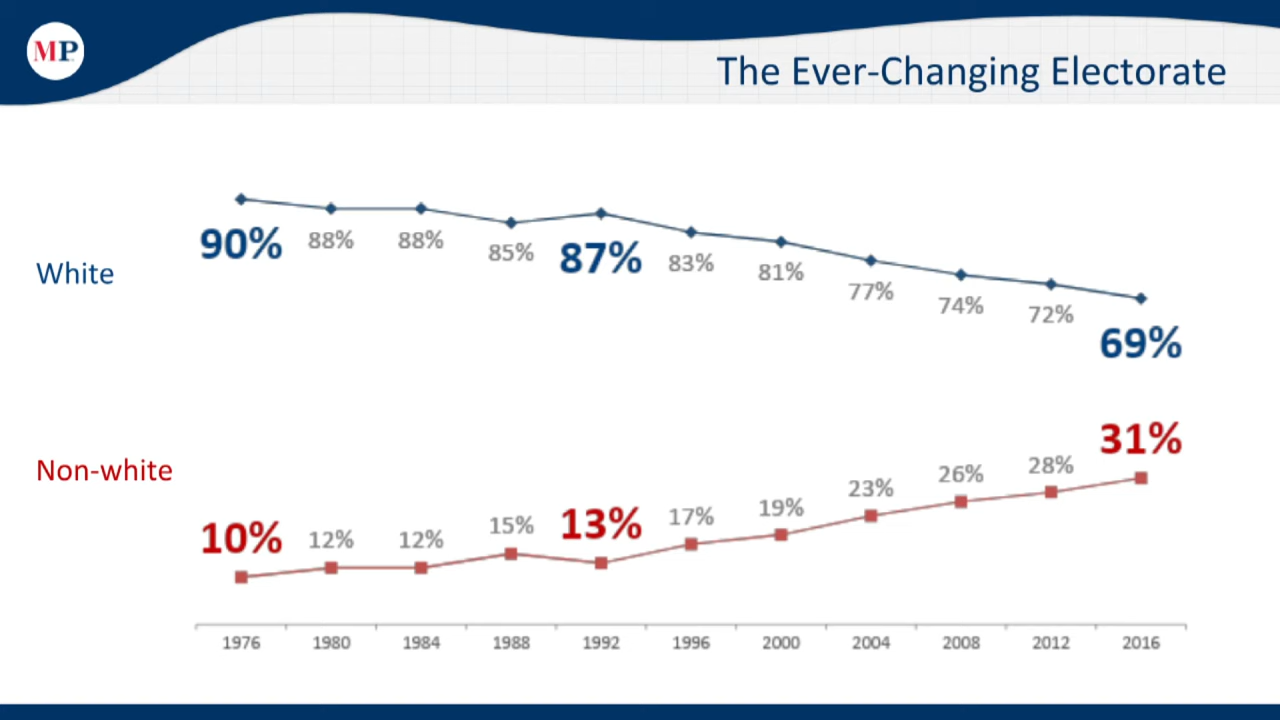 MP
The Ever-Changing Electorate
White
90% 88% 88% 85% 87% 83% 81% 77% 74% 72% 69%
Non-white
10% 12% 12% 15% 13% 17% 19% 23% 26% 28% 31%
1976 1980 1984 1988 1992 1996 2000 2004 2008 2012 2016